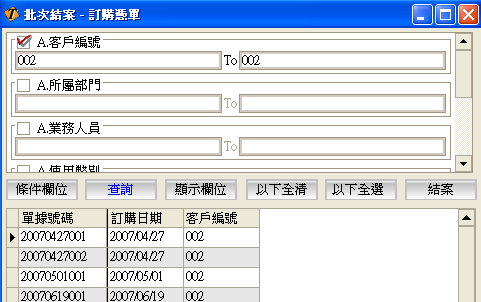 批次結案 - 訂購憑單
A.客戶編號
002 To 002
A.所屬部門
To
A.業務人員
To
A.使用幣別
條件欄位 查詢 顯示欄位 以下全清 以下全選 結案
單據號碼 訂購日期 客戶編號
20070427001 2007/04/27 002
20070427002 2007/04/27 002
20070501001 2007/05/01 002
20070619001 2007/06/19 002